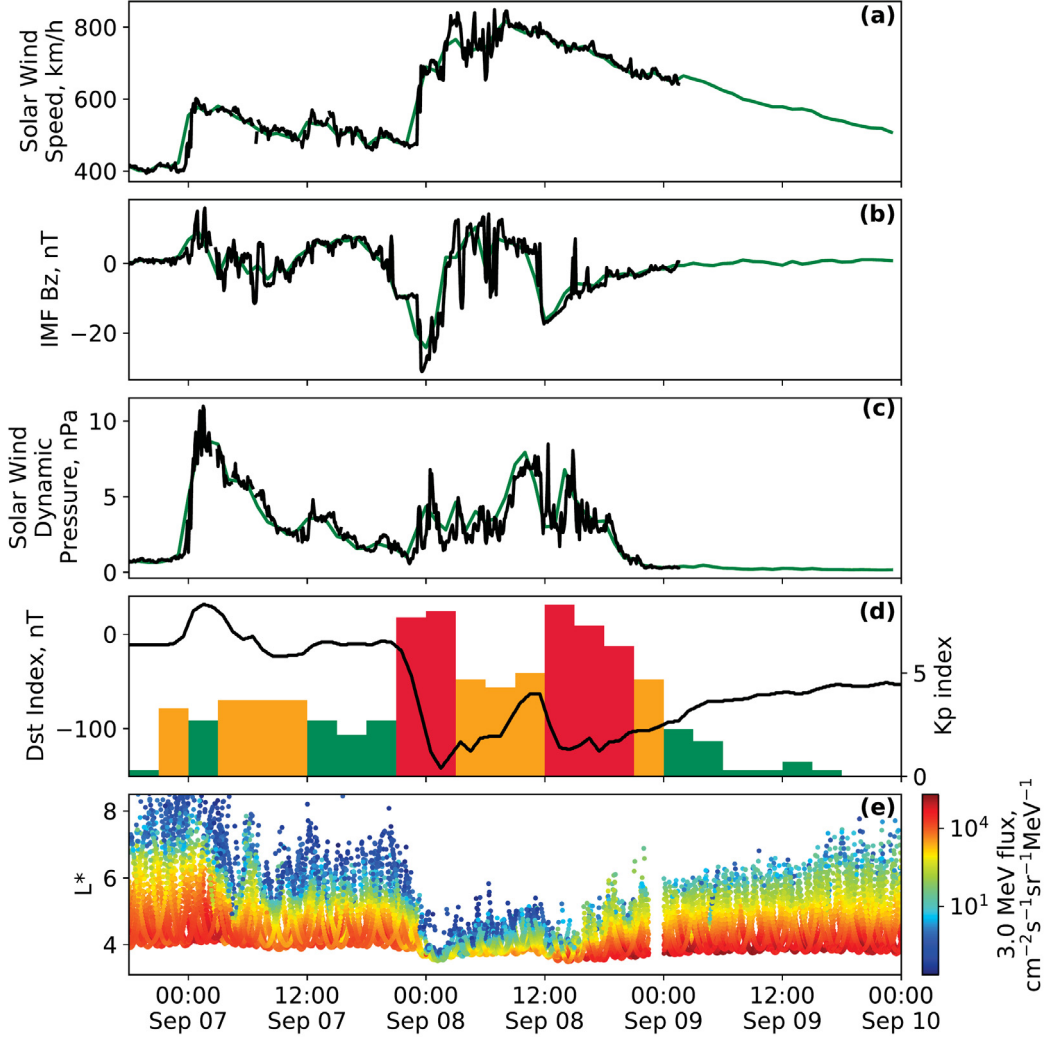 (a)
Solar Wind
Speed, km/h
800
600
400
(b)
IMF Bz, nT
0
−20
(c)
Solar Wind
Dynamic
Pressure, nPa
10
5
0
(d)
Dst Index, nT
0
−100
Kp index
5
0
(e)
L*
8
6
4
3.0 MeV flux,
cm⁻²s⁻¹sr⁻¹MeV⁻¹
10⁴
10¹
00:00 12:00 00:00 12:00 00:00 12:00 00:00
Sep 07 Sep 07 Sep 08 Sep 08 Sep 09 Sep 09 Sep 10